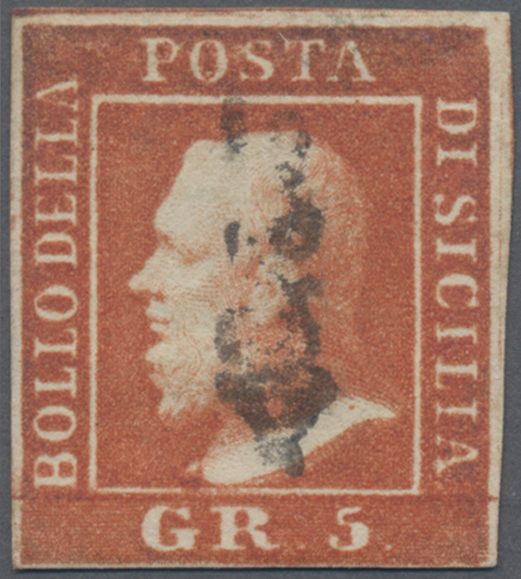 BOLLO DELLA
POSTA
DI SICILIA
GR. 5.